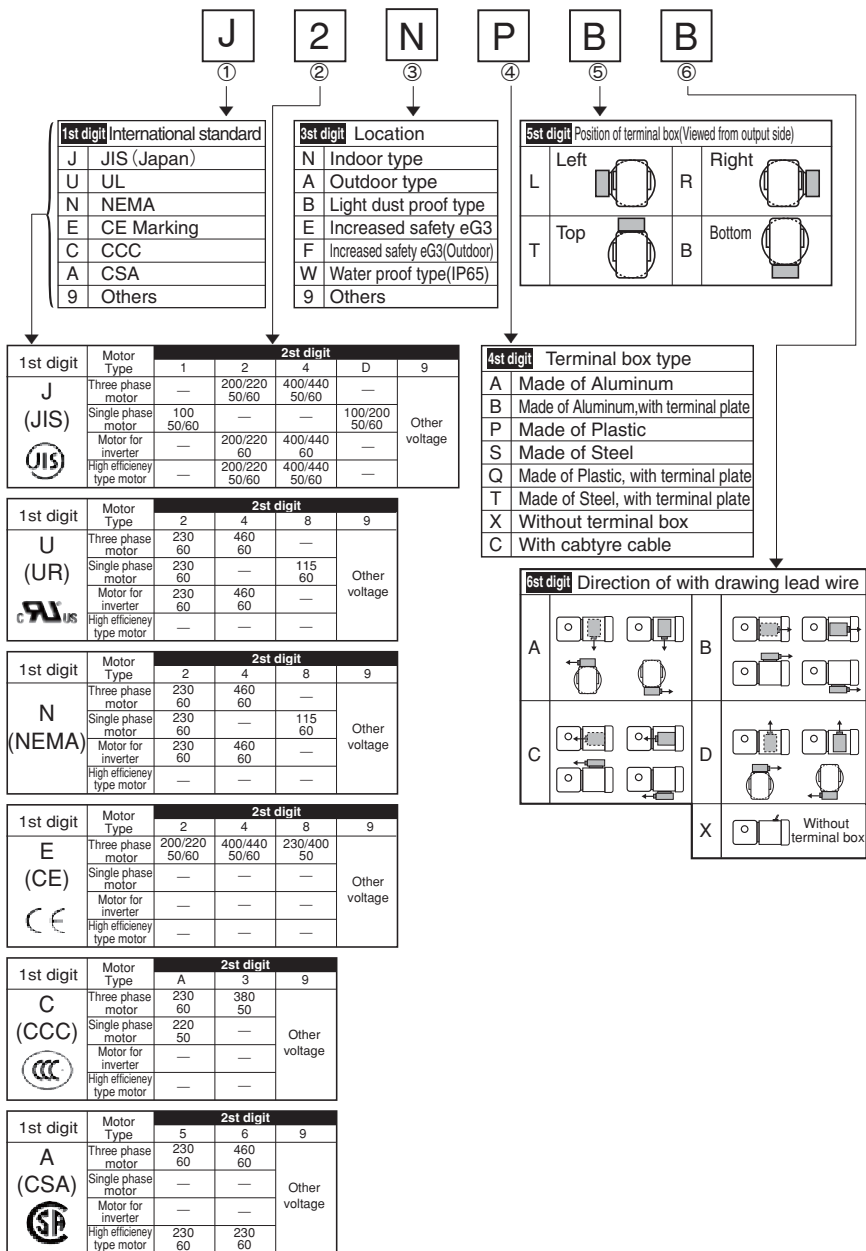 J 2 N P B B
① ② ③ ④ ⑤ ⑥
1st digit International standard
J JIS (Japan)
U UL
N NEMA
E CE Marking
C CCC
A CSA
9 Others
3st digit Location
N Indoor type
A Outdoor type
B Light dust proof type
E Increased safety eG3
F Increased safety eG3(Outdoor)
W Water proof type(IP65)
9 Others
5st digit Position of terminal box(Viewed from output side)
L Left R Right
T Top B Bottom
1st digit Motor Type 2st digit
1 2 4 D 9
J
(JIS)
JIS
Three phase motor — 200/220 50/60 400/440 50/60 —
Single phase motor 100 50/60 — — 100/200 50/60
Motor for inverter — 200/220 60 400/440 60 —
High efficieney type motor — 200/220 50/60 400/440 50/60 —
Other voltage
4st digit Terminal box type
A Made of Aluminum
B Made of Aluminum,with terminal plate
P Made of Plastic
S Made of Steel
Q Made of Plastic, with terminal plate
T Made of Steel, with terminal plate
X Without terminal box
C With cabtyre cable
1st digit Motor Type 2st digit
2 4 8 9
U
(UR)
c RU US
Three phase motor 230 60 460 60 —
Single phase motor 230 60 — 115 60
Motor for inverter 230 60 460 60 —
High efficieney type motor — — —
Other voltage
6st digit Direction of with drawing lead wire
A B
C D
X Without terminal box
1st digit Motor Type 2st digit
2 4 8 9
N
(NEMA)
Three phase motor 230 60 460 60 —
Single phase motor 230 60 — 115 60
Motor for inverter 230 60 460 60 —
High efficieney type motor — — —
Other voltage
1st digit Motor Type 2st digit
2 4 8 9
E
(CE)
CE
Three phase motor 200/220 50/60 400/440 50/60 230/400 50
Single phase motor — — —
Motor for inverter — — —
High efficieney type motor — — —
Other voltage
1st digit Motor Type 2st digit
A 3 9
C
(CCC)
CCC
Three phase motor 230 60 380 50
Single phase motor 220 50 —
Motor for inverter — —
High efficieney type motor — —
Other voltage
1st digit Motor Type 2st digit
5 6 9
A
(CSA)
CSA
Three phase motor 230 60 460 60
Single phase motor — —
Motor for inverter — —
High efficieney type motor 230 60 230 60
Other voltage